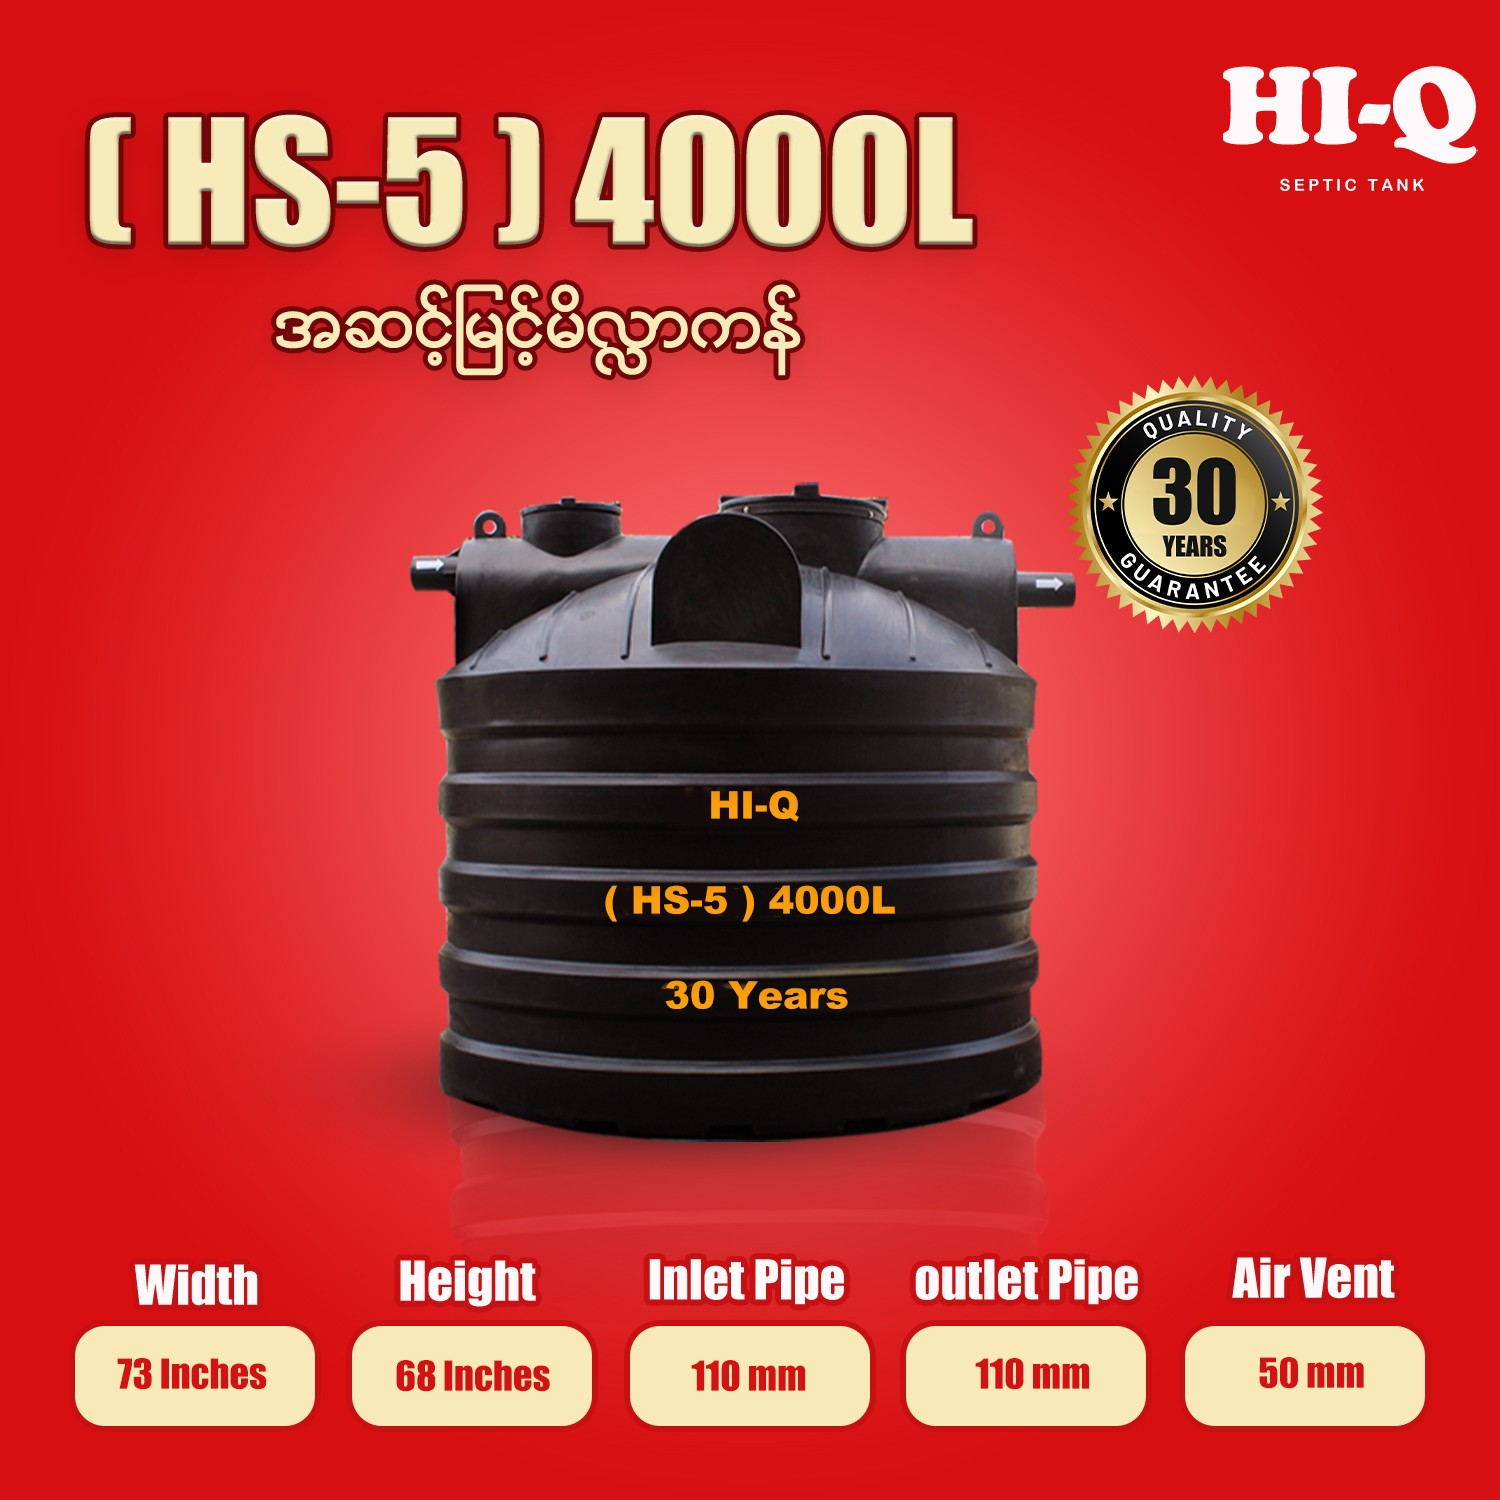 HI-Q
SEPTIC TANK
( HS-5 ) 4000L
အဆင့်မြင့်မိလ္လာကန်
QUALITY
30
YEARS
GUARANTEE
HI-Q
( HS-5 ) 4000L
30 Years
Width
73 Inches
Height
68 Inches
Inlet Pipe
110 mm
outlet Pipe
110 mm
Air Vent
50 mm